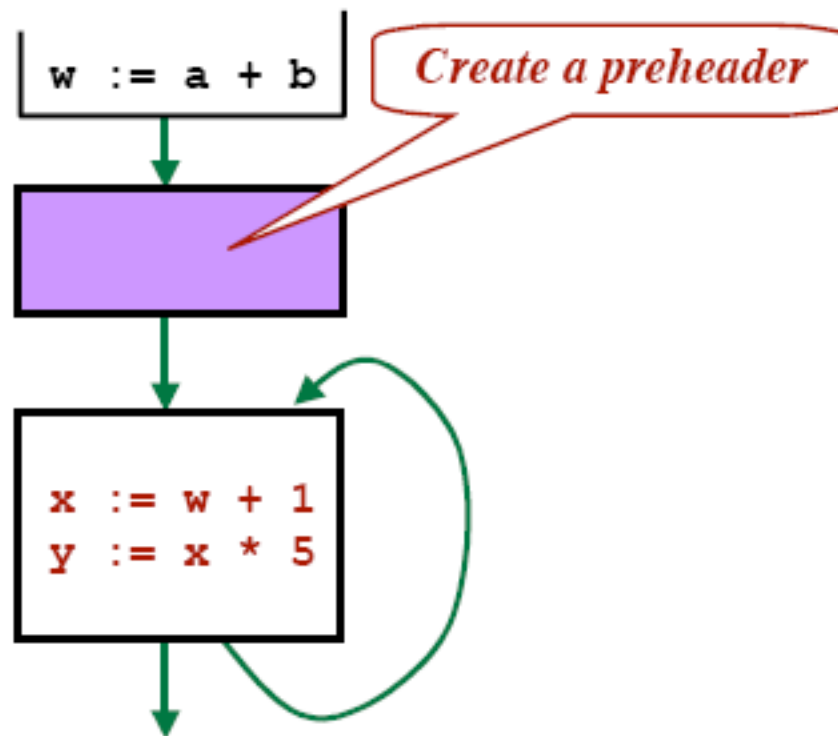 w := a + b
Create a preheader
x := w + 1
y := x * 5